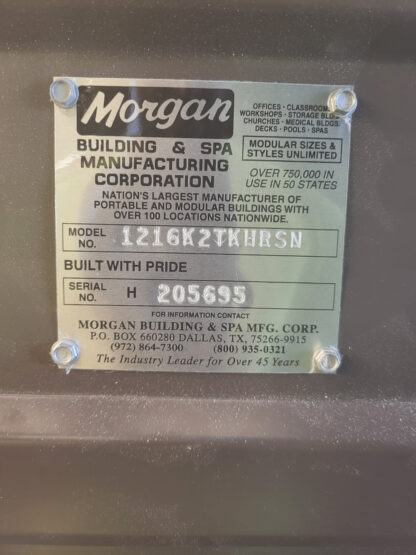 Morgan
OFFICES · CLASSROOMS
WORKSHOPS · STORAGE BLDG
CHURCHES · MEDICAL BLDGS.
DECKS · POOLS · SPAS
BUILDING & SPA
MANUFACTURING
CORPORATION
MODULAR SIZES &
STYLES UNLIMITED
OVER 750,000 IN
USE IN 50 STATES
NATION'S LARGEST MANUFACTURER OF
PORTABLE AND MODULAR BUILDINGS WITH
OVER 100 LOCATIONS NATIONWIDE.
MODEL NO. 1216K2TKHRSN
BUILT WITH PRIDE
SERIAL NO. H 205695
FOR INFORMATION CONTACT
MORGAN BUILDING & SPA MFG. CORP.
P.O. BOX 660280 DALLAS, TX, 75266-9915
(972) 864-7300 (800) 935-0321
The Industry Leader for Over 45 Years